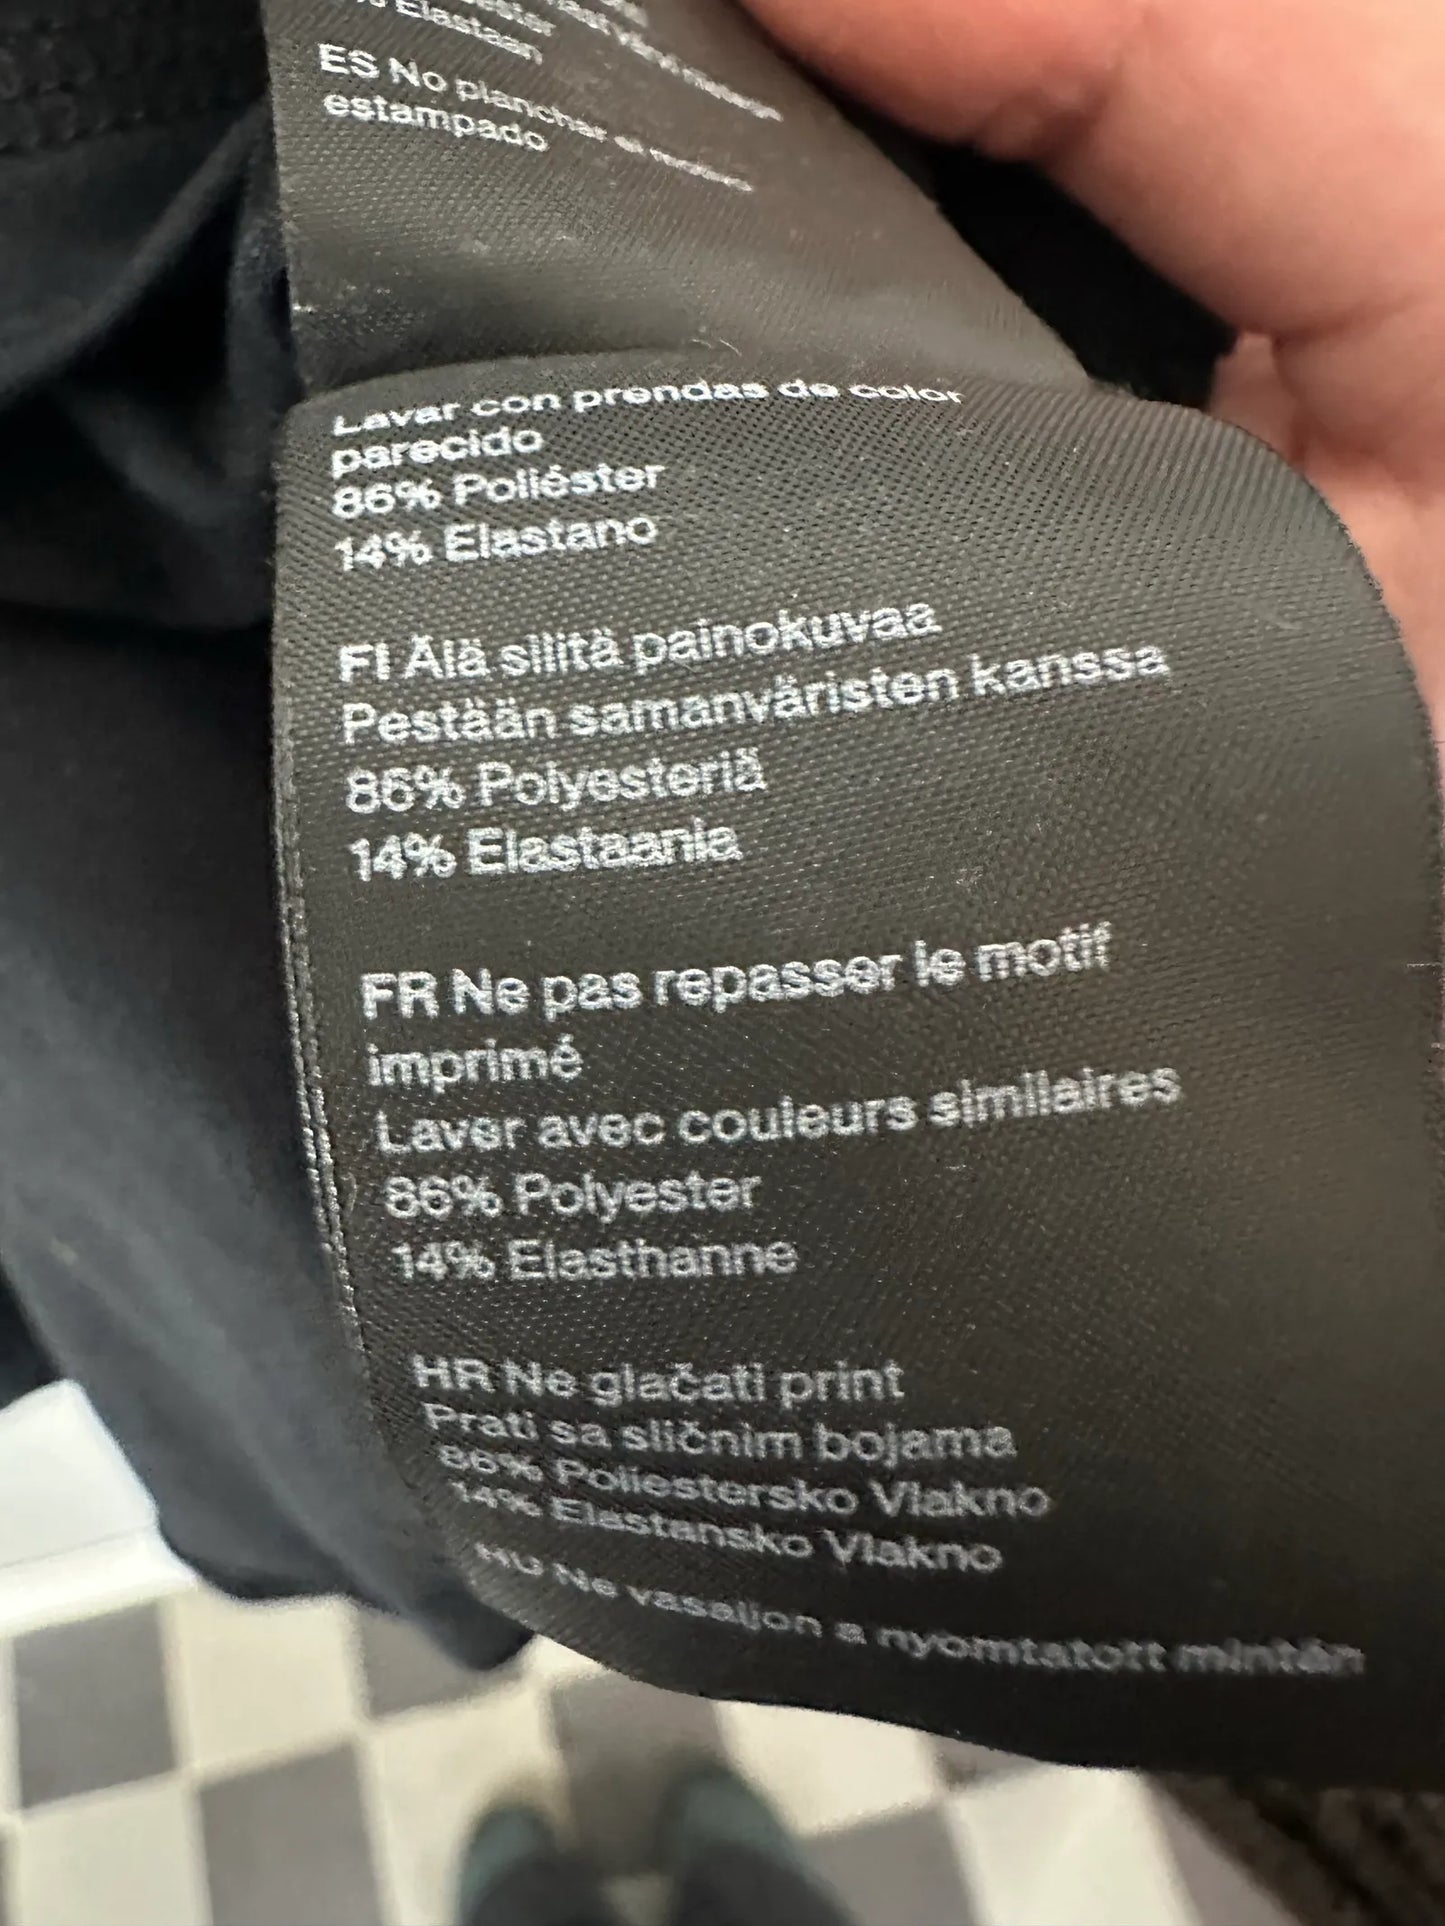 Elastaan
ES No planchar
estampado
Lavar con prendas de color
parecido
86% Poliéster
14% Elastano
FI Älä silitä painokuvaa
Pestään samanväristen kanssa
86% Polyesteriä
14% Elastaania
FR Ne pas repasser le motif
imprimé
Laver avec couleurs similaires
86% Polyester
14% Elasthanne
HR Ne glačati print
Prati sa sličnim bojama
86% Poliestersko Vlakno
14% Elastansko Vlakno
HU Ne vasaljon a nyomtatott mintán